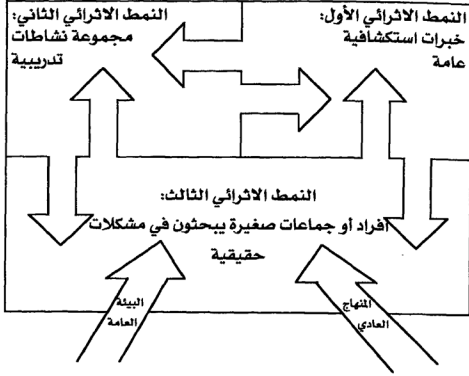 النمط الاثرائي الأول:
خبرات استكشافية
عامة
النمط الاثرائي الثاني:
مجموعة نشاطات
تدريبية
النمط الاثرائي الثالث:
افراد أو جماعات صغيرة يبحثون في مشكلات
حقيقية
المنهاج
العادي
البيئة
العامة